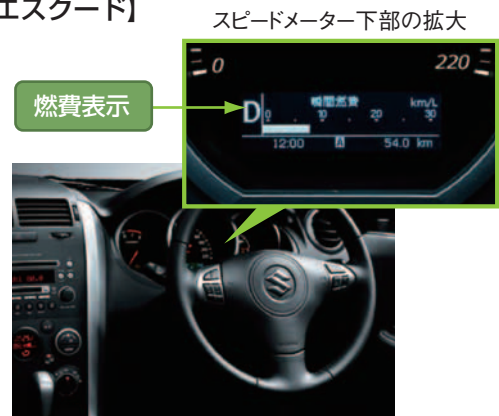 エスクード】
スピードメーター下部の拡大
0
220
燃費表示
D
瞬間燃費
km/L
0 . 10 . 20 . 30
12:00
A
54.0 km